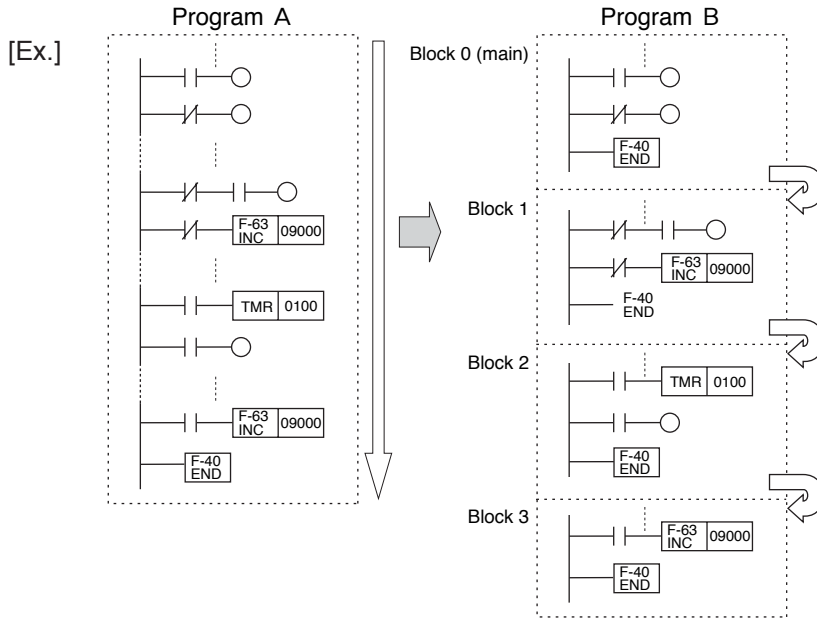 Program A
[Ex.]
F-63
INC
09000
TMR
0100
F-63
INC
09000
F-40
END
Program B
Block 0 (main)
F-40
END
Block 1
F-63
INC
09000
F-40
END
Block 2
TMR
0100
F-40
END
Block 3
F-63
INC
09000
F-40
END